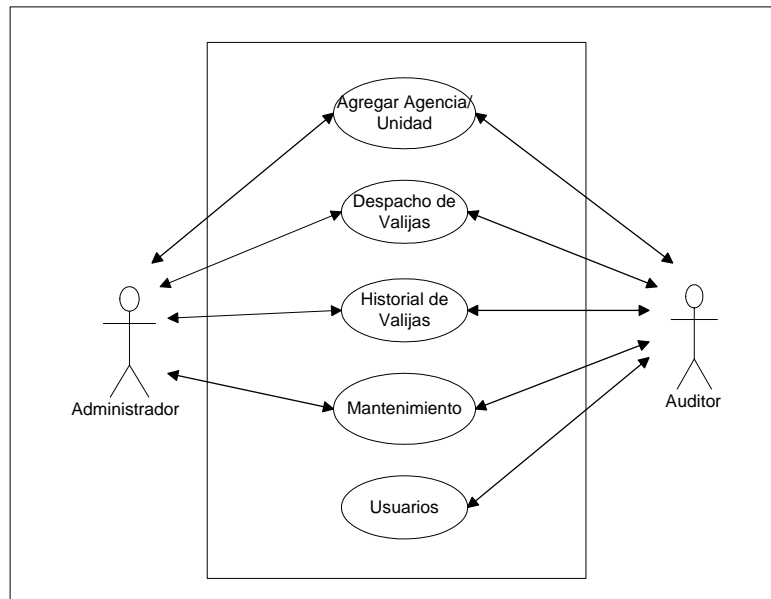 Agregar Agencia/
Unidad
Despacho de
Valijas
Historial de
Valijas
Administrador
Auditor
Mantenimiento
Usuarios